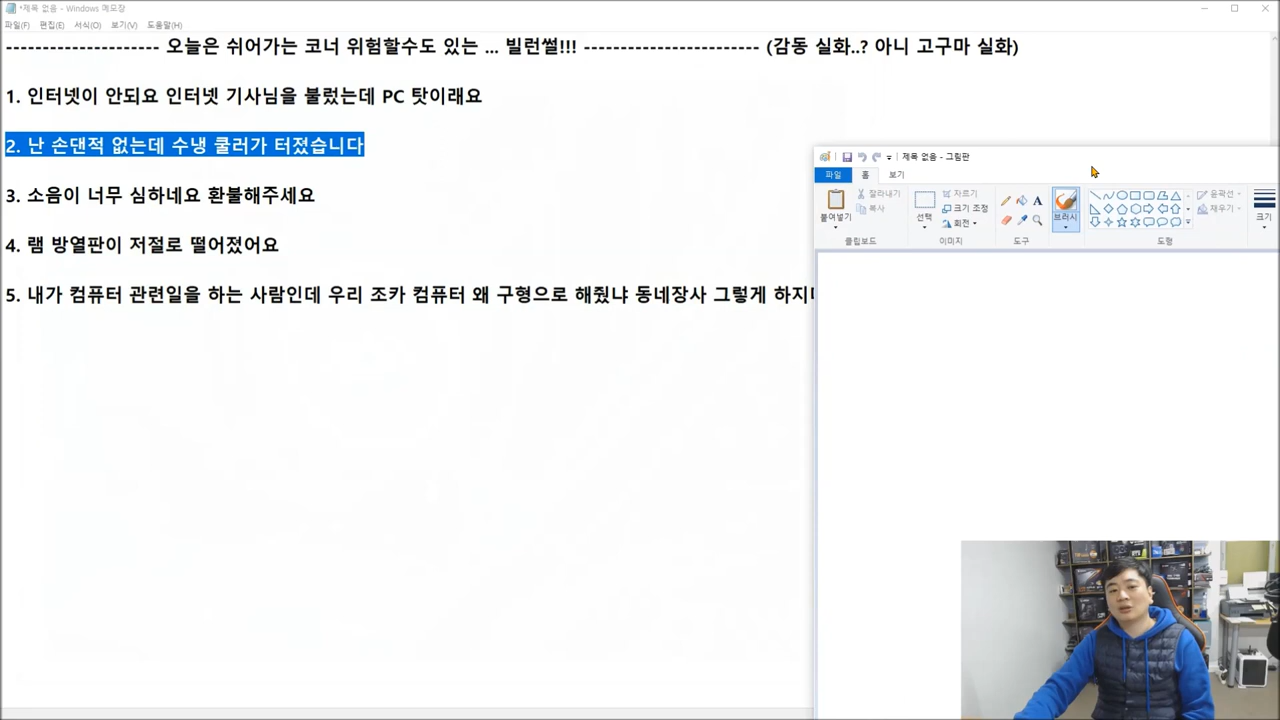 *제목 없음 - Windows 메모장
파일(F) 편집(E) 서식(O) 보기(V) 도움말(H)
--------------------- 오늘은 쉬어가는 코너 위험할수도 있는 ... 빌런썰!!! ------------------------ (감동 실화..? 아니 고구마 실화)
1. 인터넷이 안되요 인터넷 기사님을 불렀는데 PC 탓이래요
2. 난 손댄적 없는데 수냉 쿨러가 터졌습니다
3. 소음이 너무 심하네요 환불해주세요
4. 램 방열판이 저절로 떨어졌어요
5. 내가 컴퓨터 관련일을 하는 사람인데 우리 조카 컴퓨터 왜 구형으로 해줬냐 동네장사 그렇게 하지
제목 없음 - 그림판
파일 홈 보기
붙여넣기 잘라내기 복사
클립보드
선택 자르기 크기 조정 회전
이미지
A
도구
브러시
도형
윤곽선 채우기
크기